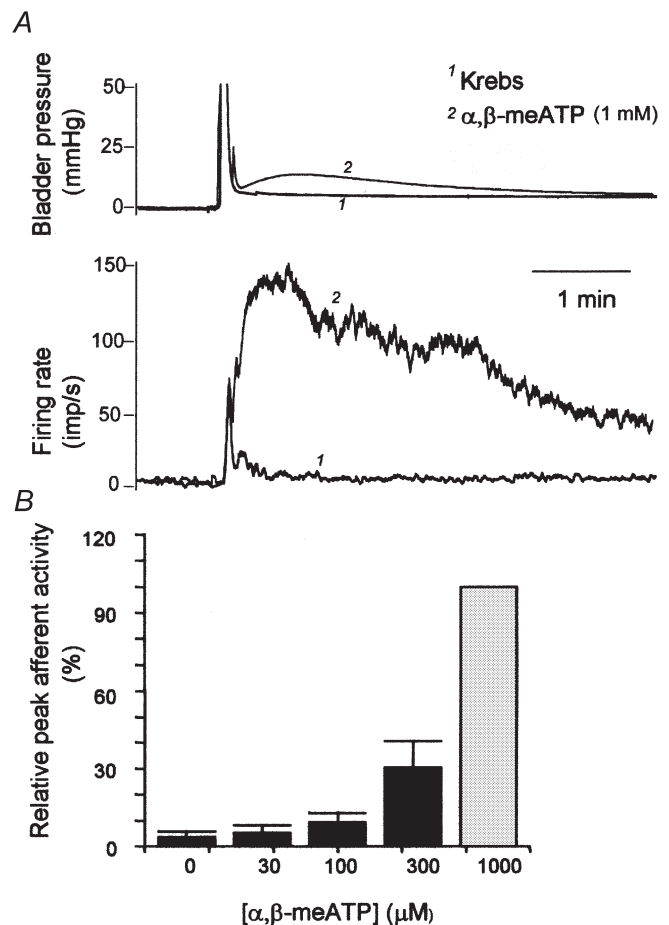 A
Bladder pressure
(mmHg)
50
25
0
1 Krebs
2 α,β-meATP (1 mM)
2
1
Firing rate
(imp/s)
150
100
50
0
2
1
1 min
B
Relative peak afferent activity
(%)
120
90
60
30
0
0 30 100 300 1000
[α,β-meATP] (μM)